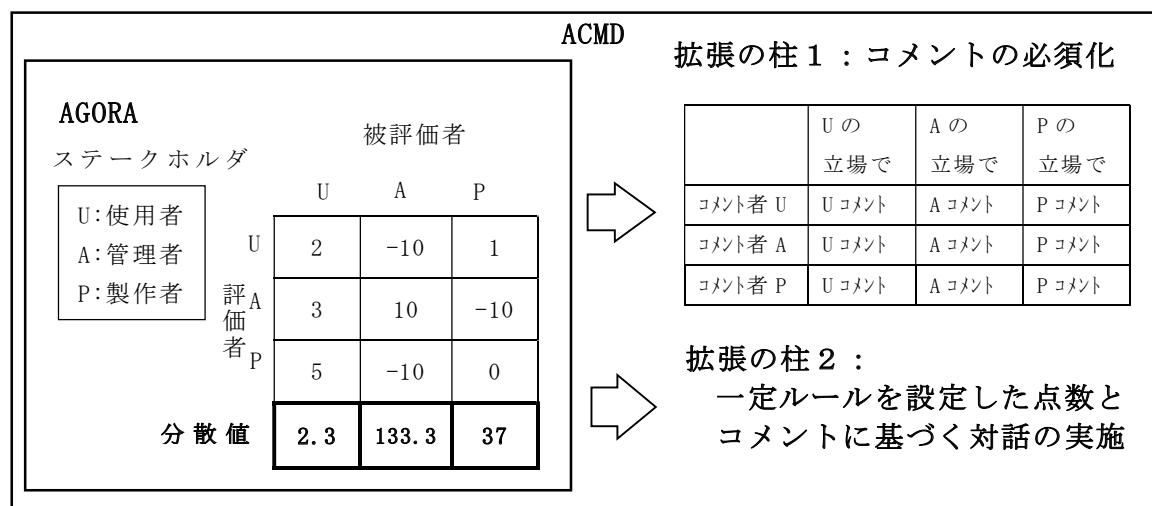 ACMD
AGORA
ステークホルダ
U:使用者
A:管理者
P:製作者
被評価者
U A P
評価者
U 2 -10 1
A 3 10 -10
P 5 -10 0
分散値 2.3 133.3 37
拡張の柱1：コメントの必須化
Uの Aの Pの
立場で 立場で 立場で
コメント者 U Uコメント Aコメント Pコメント
コメント者 A Uコメント Aコメント Pコメント
コメント者 P Uコメント Aコメント Pコメント
拡張の柱2：
一定ルールを設定した点数と
コメントに基づく対話の実施